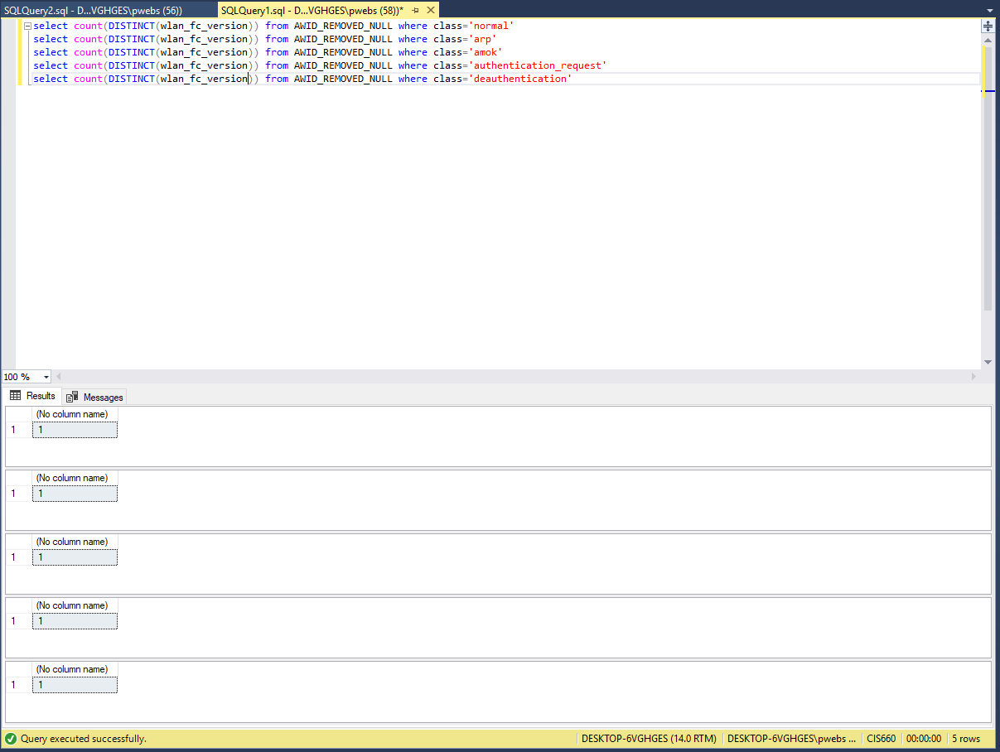 SQLQuery2.sql - D...VGHGES\pwebs (56))
SQLQuery1.sql - D...VGHGES\pwebs (58))*
select count(DISTINCT(wlan_fc_version)) from AWID_REMOVED_NULL where class='normal'
select count(DISTINCT(wlan_fc_version)) from AWID_REMOVED_NULL where class='arp'
select count(DISTINCT(wlan_fc_version)) from AWID_REMOVED_NULL where class='amok'
select count(DISTINCT(wlan_fc_version)) from AWID_REMOVED_NULL where class='authentication_request'
select count(DISTINCT(wlan_fc_version)) from AWID_REMOVED_NULL where class='deauthentication'
100 %
Results Messages
(No column name)
1 1
(No column name)
1 1
(No column name)
1 1
(No column name)
1 1
(No column name)
1 1
Query executed successfully. DESKTOP-6VGHGES (14.0 RTM) DESKTOP-6VGHGES\pwebs ... CIS660 00:00:00 5 rows